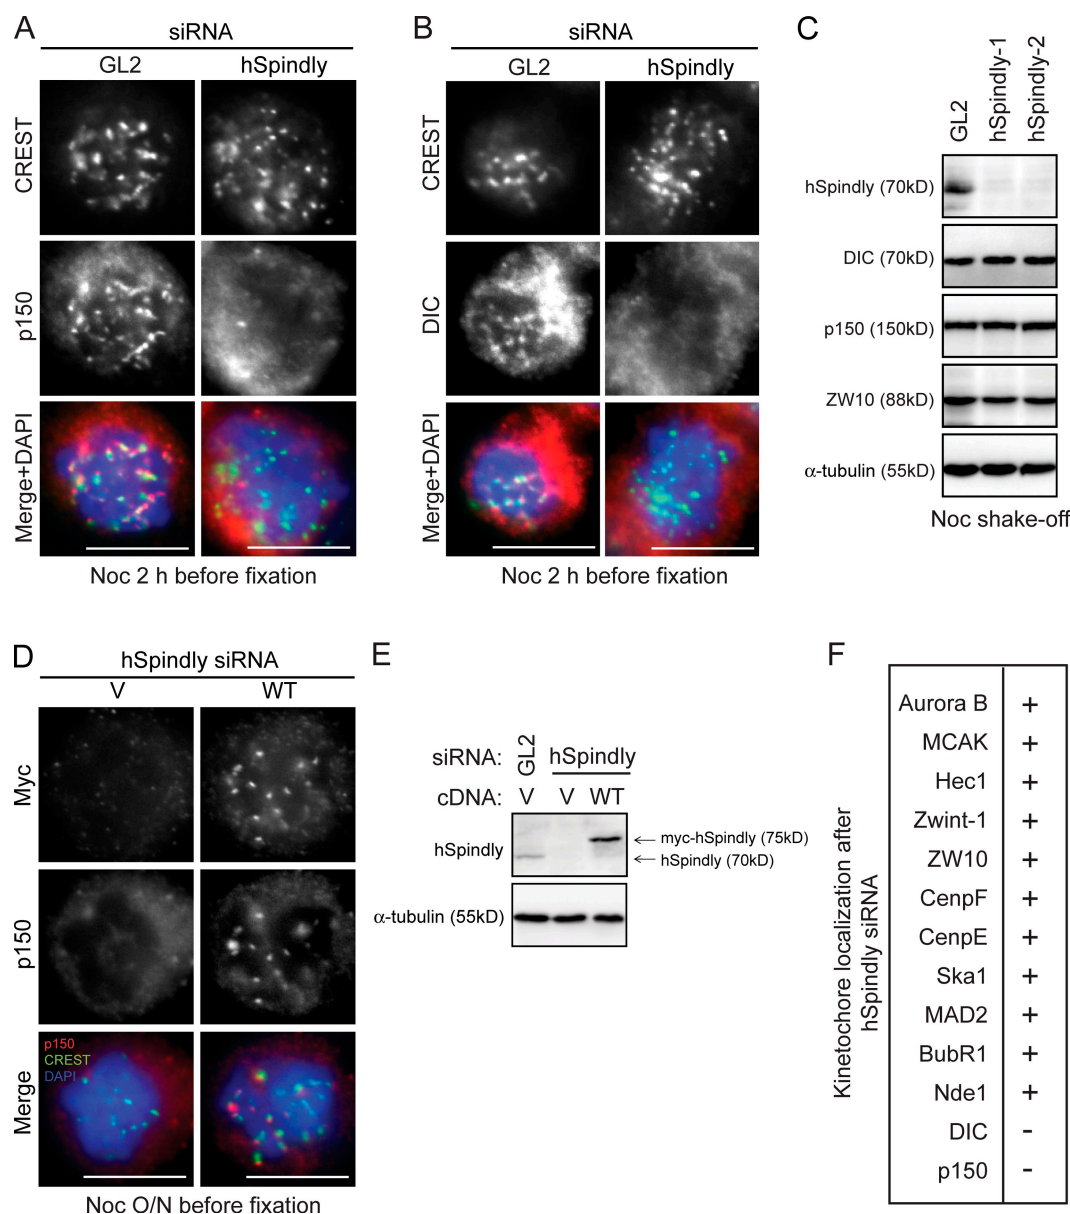 A
siRNA
GL2 hSpindly
CREST
p150
Merge+DAPI
Noc 2 h before fixation
B
siRNA
GL2 hSpindly
CREST
DIC
Merge+DAPI
Noc 2 h before fixation
C
GL2
hSpindly-1
hSpindly-2
hSpindly (70kD)
DIC (70kD)
p150 (150kD)
ZW10 (88kD)
α-tubulin (55kD)
Noc shake-off
D
hSpindly siRNA
V WT
Myc
p150
Merge
p150
CREST
DAPI
Noc O/N before fixation
E
siRNA: GL2 hSpindly
cDNA: V V WT
hSpindly
myc-hSpindly (75kD)
hSpindly (70kD)
α-tubulin (55kD)
F
Kinetochore localization after
hSpindly siRNA
Aurora B +
MCAK +
Hec1 +
Zwint-1 +
ZW10 +
CenpF +
CenpE +
Ska1 +
MAD2 +
BubR1 +
Nde1 +
DIC -
p150 -